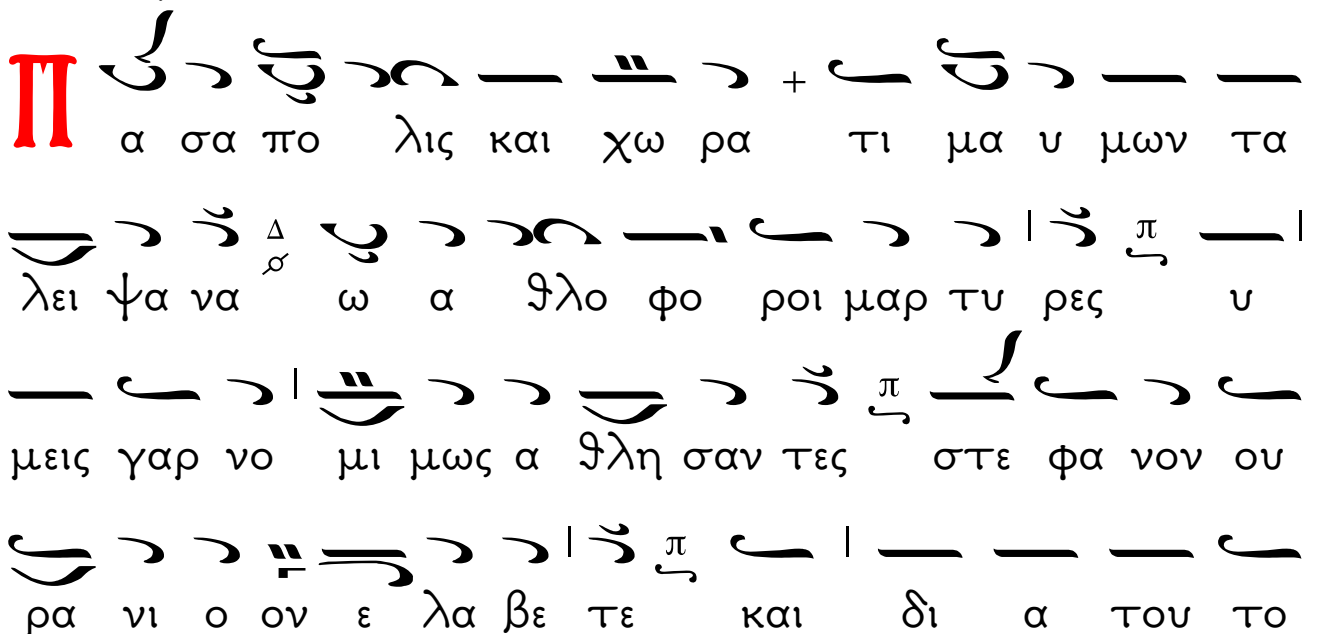 Π α σα πο λις και χω ρα τι μα υ μων τα
λει ψα να Δ ω α θλο φο ροι μαρ τυ ρες π υ
μεις γαρ νο μι μως α θλη σαν τες π στε φα νον ου
ρα νι ο ον ε λα βε τε π και δι α του το